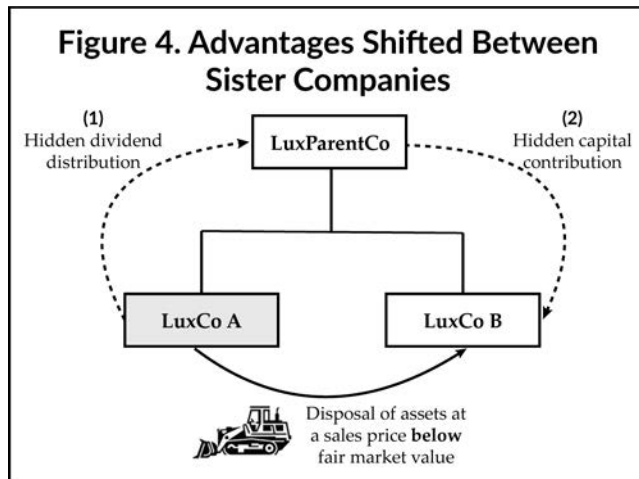 Figure 4. Advantages Shifted Between
Sister Companies
(1)
Hidden dividend
distribution
LuxParentCo
(2)
Hidden capital
contribution
LuxCo A
LuxCo B
Disposal of assets at
a sales price below
fair market value